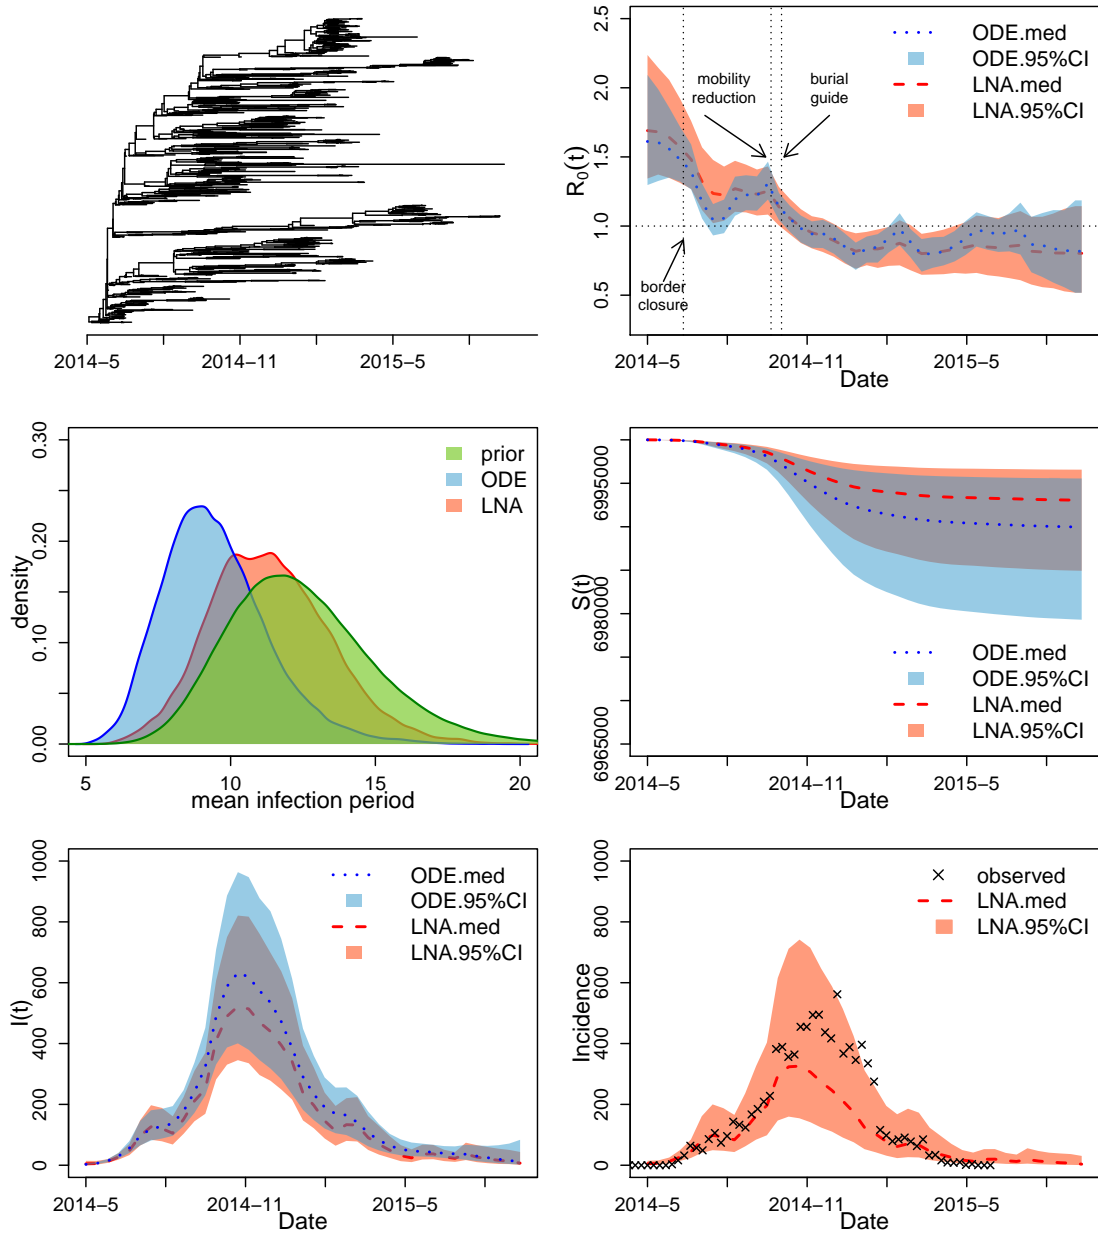 2014−5
2014−11
2015−5
0.5
1.0
1.5
2.0
2.5
R0(t)
ODE.med
ODE.95%CI
LNA.med
LNA.95%CI
mobility
reduction
burial
guide
border
closure
2014−5
2014−11
2015−5
Date
0.00
0.10
0.20
0.30
density
prior
ODE
LNA
5
10
15
20
mean infection period
6965000
6980000
6995000
S(t)
ODE.med
ODE.95%CI
LNA.med
LNA.95%CI
2014−5
2014−11
2015−5
Date
0
200
400
600
800
1000
I(t)
ODE.med
ODE.95%CI
LNA.med
LNA.95%CI
2014−5
2014−11
2015−5
Date
0
200
400
600
800
1000
Incidence
observed
LNA.med
LNA.95%CI
2014−5
2014−11
2015−5
Date